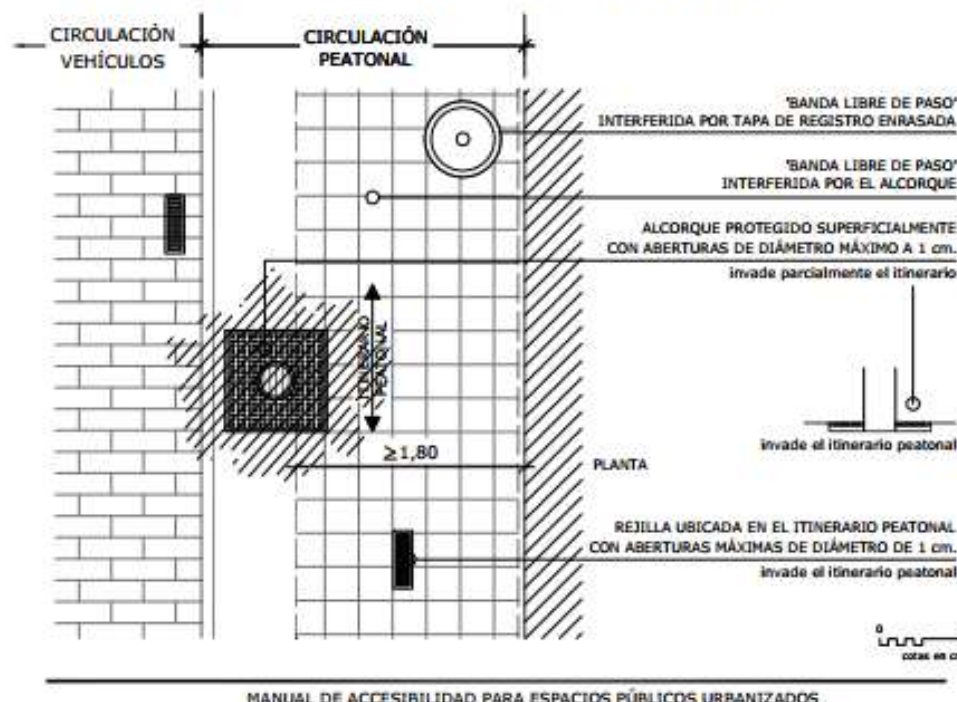 CIRCULACIÓN
VEHÍCULOS
CIRCULACIÓN
PEATONAL
"BANDA LIBRE DE PASO"
INTERFERIDA POR TAPA DE REGISTRO ENRASADA
"BANDA LIBRE DE PASO"
INTERFERIDA POR EL ALCORQUE
ALCORQUE PROTEGIDO SUPERFICIALMENTE
CON ABERTURAS DE DIÁMETRO MÁXIMO A 1 cm.
invade parcialmente el itinerario
ITINERARIO
PEATONAL
invade el itinerario peatonal
≥1,80
PLANTA
REJILLA UBICADA EN EL ITINERARIO PEATONAL
CON ABERTURAS MÁXIMAS DE DIÁMETRO DE 1 cm.
invade el itinerario peatonal
0
cotas en
MANUAL DE ACCESIBILIDAD PARA ESPACIOS PÚBLICOS URBANIZADOS